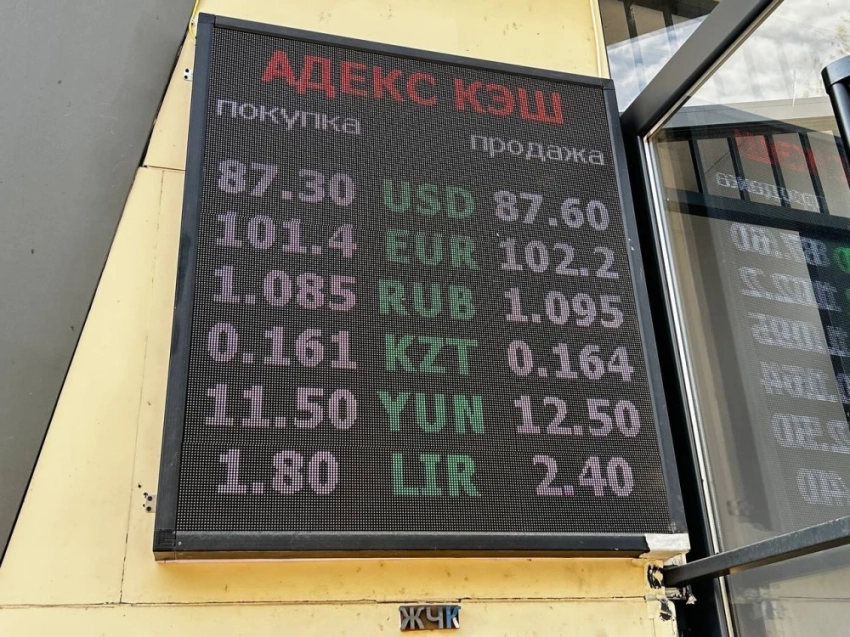 АДЕКС КЭШ
покупка продажа
87.30 USD 87.60
101.4 EUR 102.2
1.085 RUB 1.095
0.161 KZT 0.164
11.50 YUN 12.50
1.80 LIR 2.40
ЖЧК